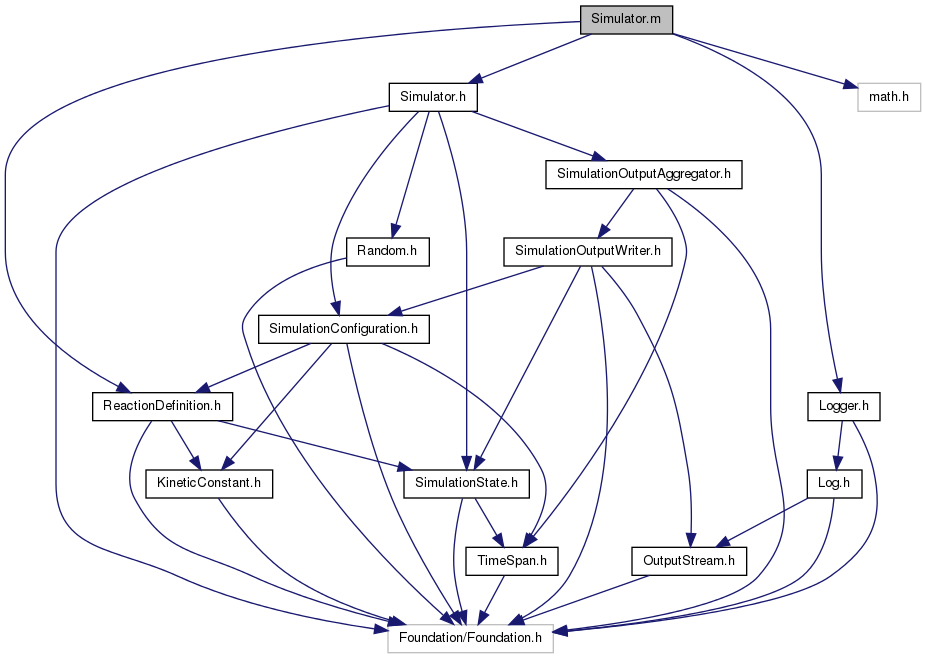 Simulator.m
Simulator.h
math.h
SimulationOutputAggregator.h
Random.h
SimulationOutputWriter.h
SimulationConfiguration.h
ReactionDefinition.h
Logger.h
KineticConstant.h
SimulationState.h
Log.h
TimeSpan.h
OutputStream.h
Foundation/Foundation.h